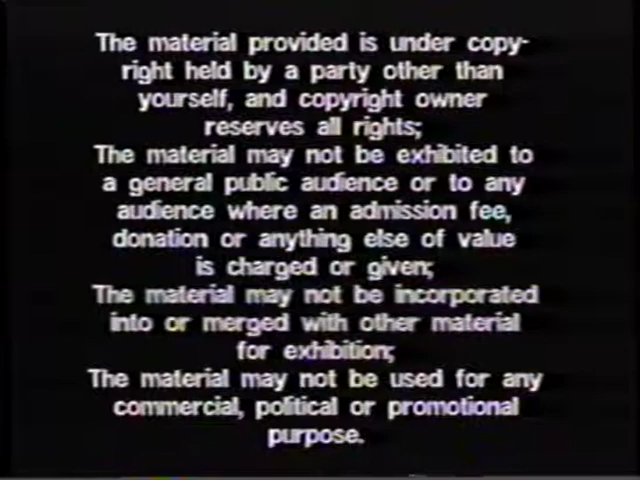 The material provided is under copy-
right held by a party other than
yourself, and copyright owner
reserves all rights;
The material may not be exhibited to
a general public audience or to any
audience where an admission fee,
donation or anything else of value
is charged or given;
The material may not be incorporated
into or merged with other material
for exhibition;
The material may not be used for any
commercial, political or promotional
purpose.